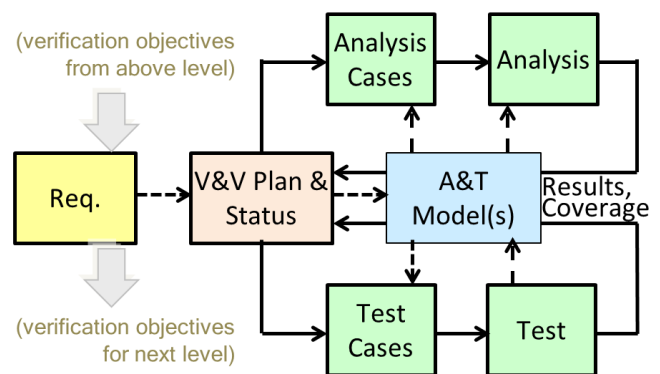 (verification objectives
from above level)
Analysis
Cases
Analysis
Req.
V&V Plan &
Status
A&T
Model(s)
Results,
Coverage
(verification objectives
for next level)
Test
Cases
Test